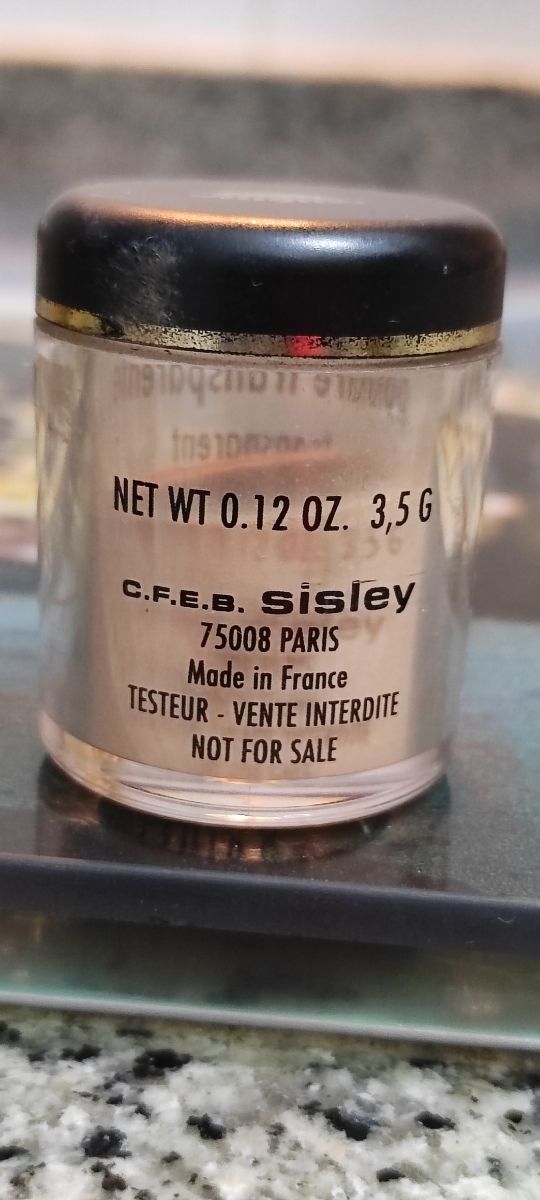 NET WT 0.12 OZ. 3,5 G
C.F.E.B. sisley
75008 PARIS
Made in France
TESTEUR - VENTE INTERDITE
NOT FOR SALE